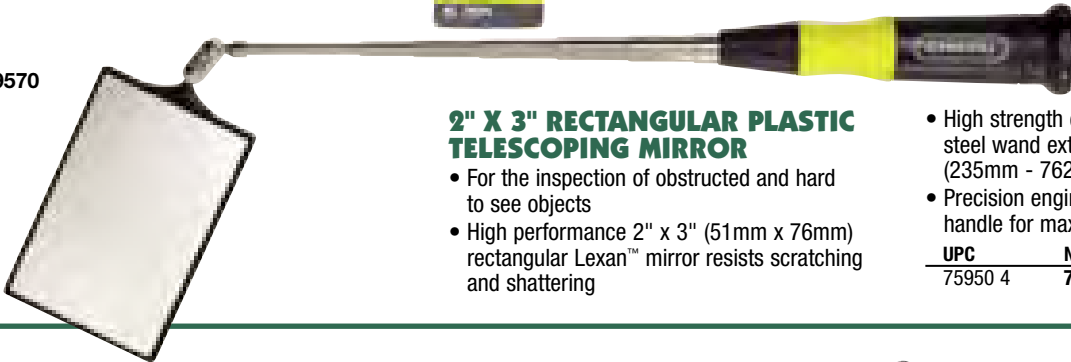 9570
2" X 3" RECTANGULAR PLASTIC
TELESCOPING MIRROR
• For the inspection of obstructed and hard
to see objects
• High performance 2" x 3" (51mm x 76mm)
rectangular Lexan™ mirror resists scratching
and shattering
• High strength
steel wand ext
(235mm - 762
• Precision engin
handle for max
UPC
75950 4 7